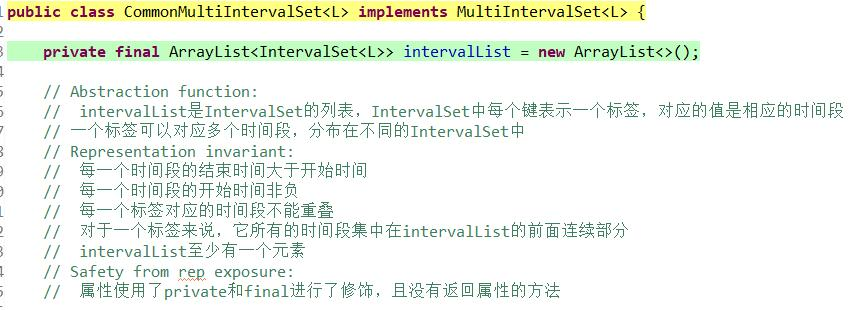 public class CommonMultiIntervalSet<L> implements MultiIntervalSet<L> {
private final ArrayList<IntervalSet<L>> intervalList = new ArrayList<>();
// Abstraction function:
// intervalList是IntervalSet的列表，IntervalSet中每个键表示一个标签，对应的值是相应的时间段
// 一个标签可以对应多个时间段，分布在不同的IntervalSet中
// Representation invariant:
// 每一个时间段的结束时间大于开始时间
// 每一个时间段的开始时间非负
// 每一个标签对应的时间段不能重叠
// 对于一个标签来说，它所有的时间段集中在intervalList的前面连续部分
// intervalList至少有一个元素
// Safety from rep exposure:
// 属性使用了private和final进行了修饰，且没有返回属性的方法